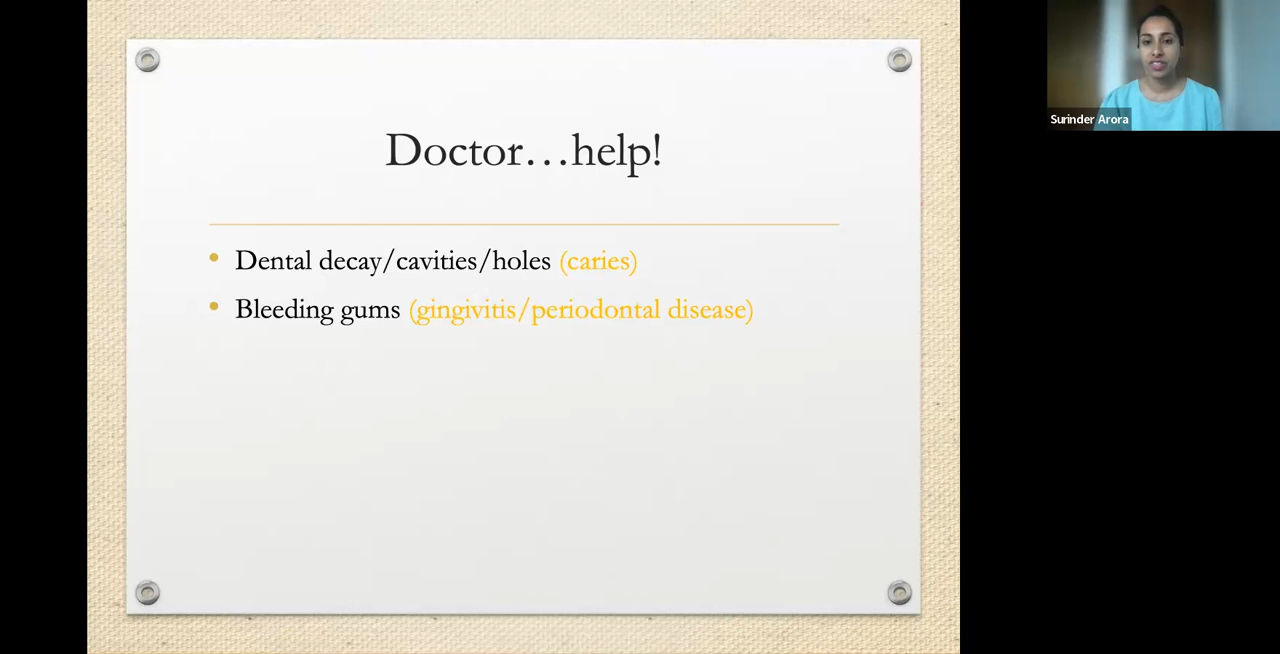 Doctor…help!
• Dental decay/cavities/holes (caries)
• Bleeding gums (gingivitis/periodontal disease)
Surinder Arora